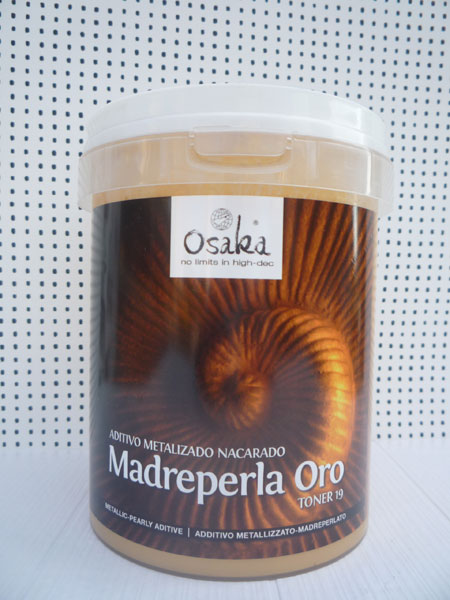 Osaka®
no limits in high-dec
ADITIVO METALIZADO NACARADO
Madreperla Oro
TONER 19
METALLIC-PEARLY ADITIVE | ADDITIVO METALLIZZATO-MADREPERLATO